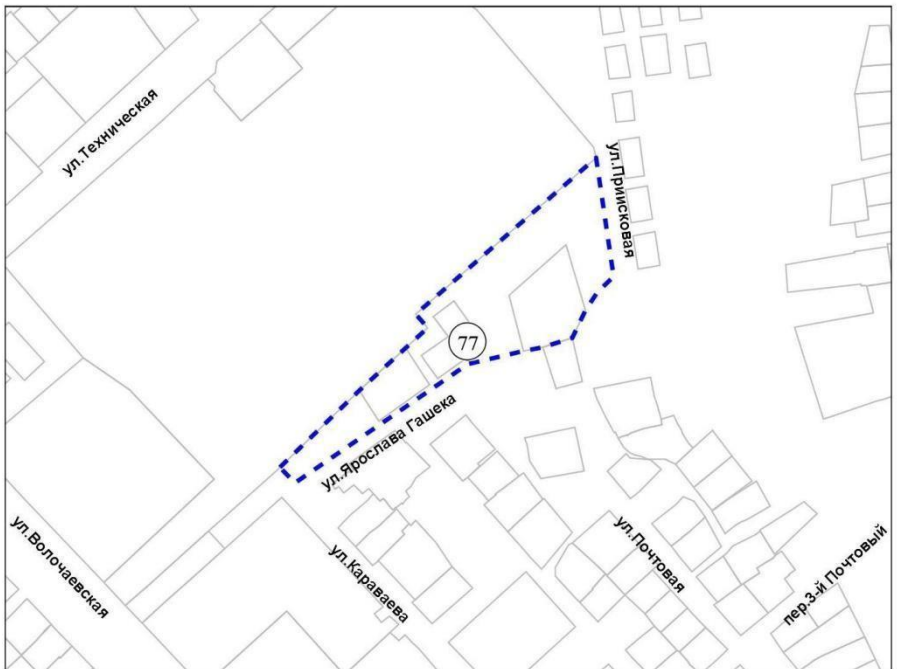 ул.Техническая
ул.Приисковая
77
ул.Ярослава Гашека
ул.Волочаевская
ул.Караваева
ул.Почтовая
пер.3-й Почтовый